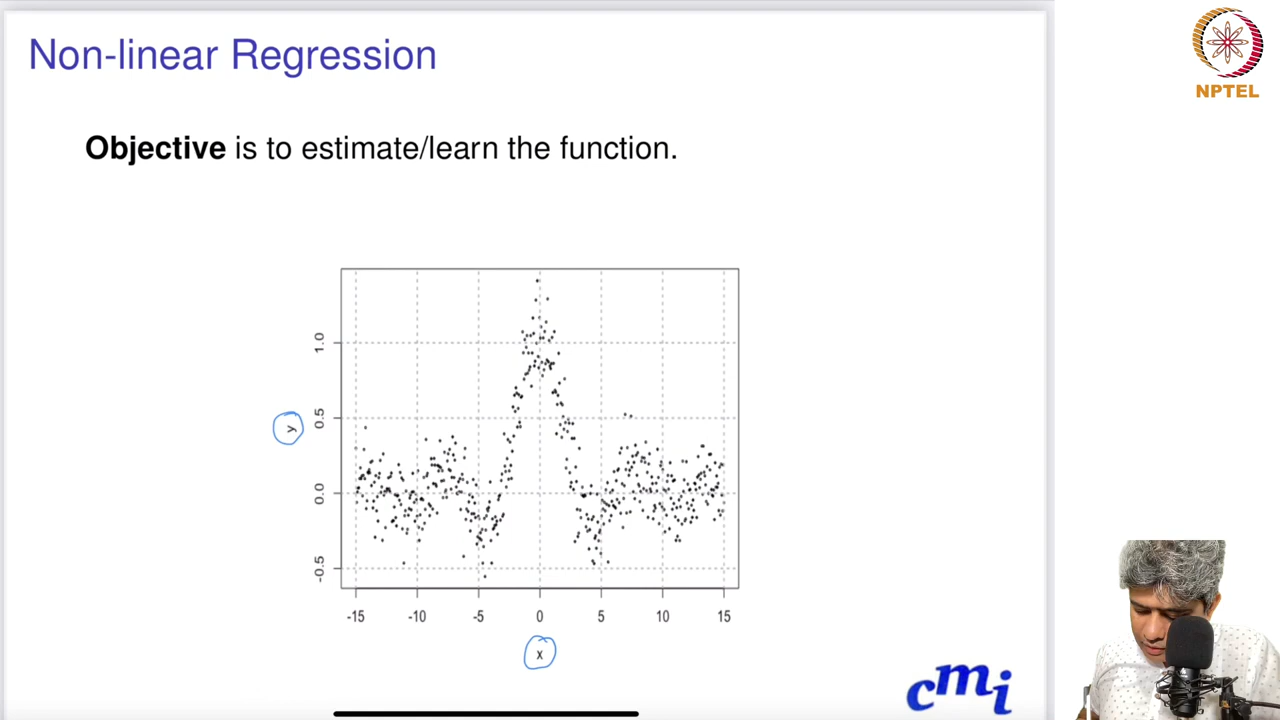 Non-linear Regression
NPTEL
Objective is to estimate/learn the function.
1.0
0.5
0.0
-0.5
y
-15 -10 -5 0 5 10 15
x
cmi